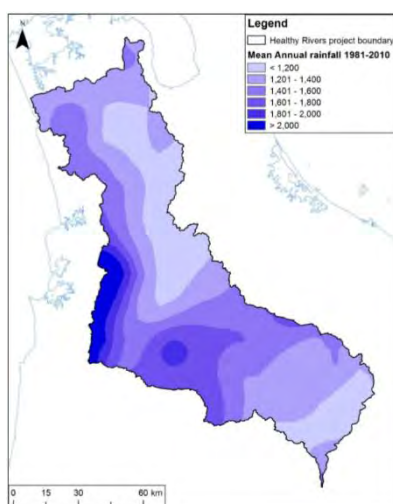 N
Legend
Healthy Rivers project boundary
Mean Annual rainfall 1981-2010
< 1,200
1,201 - 1,400
1,401 - 1,600
1,601 - 1,800
1,801 - 2,000
> 2,000
0 15 30 60 km